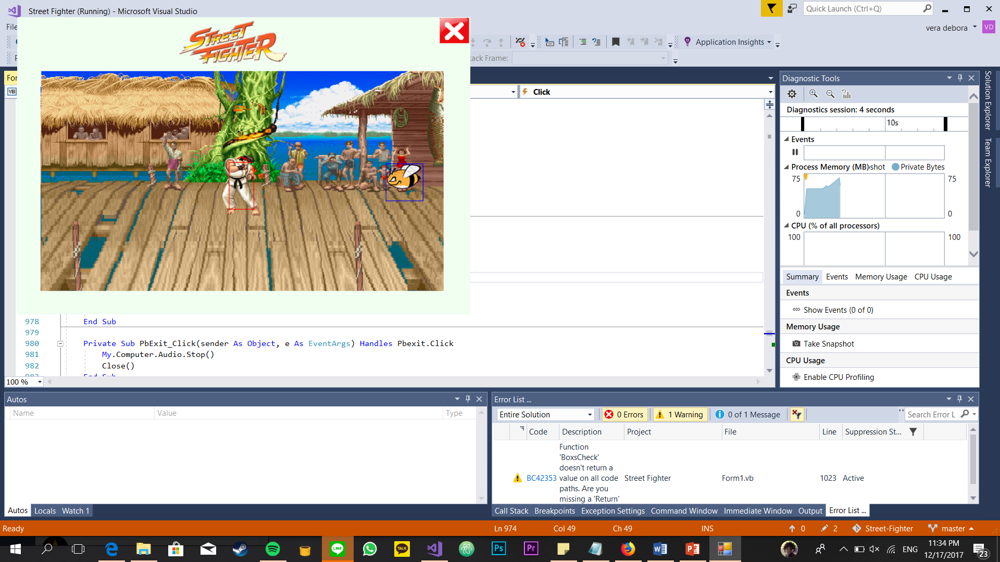 Street Fighter (Running) - Microsoft Visual Studio
Quick Launch (Ctrl+Q)
vera debora
VD
STREET
FIGHTER
Application Insights
Stack Frame:
Click
978 End Sub
979
980 Private Sub PbExit_Click(sender As Object, e As EventArgs) Handles Pbexit.Click
981 My.Computer.Audio.Stop()
982 Close()
983 End Sub
100 %
Diagnostic Tools
Diagnostics session: 4 seconds
10s
Events
Process Memory (MB)
shot
Private Bytes
75
75
0
0
CPU (% of all processors)
100
100
Summary Events Memory Usage CPU Usage
Events
Show Events (0 of 0)
Memory Usage
Take Snapshot
CPU Usage
Enable CPU Profiling
Solution Explorer
Team Explorer
Autos
Name Value Type
Autos Locals Watch 1
Error List ...
Entire Solution 0 Errors 1 Warning 0 of 1 Message Search Error L
Code Description Project File Line Suppression St...
BC42353
Function
'BoxsCheck'
doesn't return a
value on all code
paths. Are you
missing a 'Return'
Street Fighter Form1.vb 1023 Active
Call Stack Breakpoints Exception Settings Command Window Immediate Window Output Error List ...
Ready Ln 974 Col 49 Ch 49 INS 0 2 Street-Fighter master
LINE
TALK
Ps
Pr
ENG
11:34 PM
12/17/2017
23